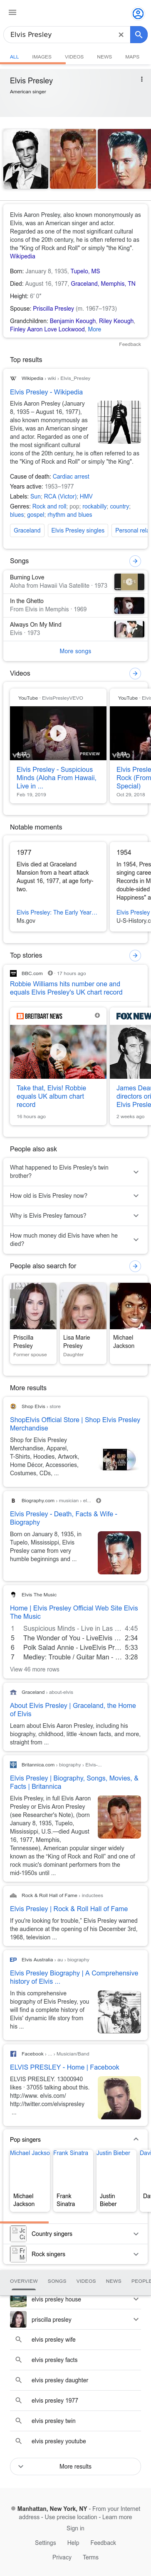 Elvis Presley
ALL IMAGES VIDEOS NEWS MAPS
Elvis Presley
American singer
Elvis Aaron Presley, also known mononymously as
Elvis, was an American singer and actor.
Regarded as one of the most significant cultural
icons of the 20th century, he is often referred to as
the "King of Rock and Roll" or simply "the King".
Wikipedia
Born: January 8, 1935, Tupelo, MS
Died: August 16, 1977, Graceland, Memphis, TN
Height: 6' 0"
Spouse: Priscilla Presley (m. 1967–1973)
Grandchildren: Benjamin Keough, Riley Keough,
Finley Aaron Love Lockwood, More
Feedback
Top results
Wikipedia › wiki › Elvis_Presley
Elvis Presley - Wikipedia
Elvis Aaron Presley (January
8, 1935 – August 16, 1977),
also known mononymously as
Elvis, was an American singer
and actor. Regarded as one of
the most significant cultural
icons of the 20th century, he is often referred to as
the "King of Rock and Roll" or simply "the King".
Cause of death: Cardiac arrest
Years active: 1953–1977
Labels: Sun; RCA (Victor); HMV
Genres: Rock and roll; pop; rockabilly; country;
blues; gospel; rhythm and blues
Graceland Elvis Presley singles Personal rela
Songs
Burning Love
Aloha from Hawaii Via Satellite · 1973
In the Ghetto
From Elvis in Memphis · 1969
Always On My Mind
Elvis · 1973
More songs
Videos
YouTube · ElvisPresleyVEVO
YouTube · Elvi
vevo
PREVIEW
VEVO
Elvis Presley - Suspicious
Minds (Aloha From Hawaii,
Live in ...
Feb 19, 2018
Elvis Presle
Rock (From
Special)
Oct 29, 2018
Notable moments
1977
Elvis died at Graceland
Mansion from a heart attack
August 16, 1977, at age forty-
two.
Elvis Presley: The Early Year...
Ms.gov
1954
In 1954, Pres
singing caree
Records in M
double-sided
Happiness" a
Elvis Presley
U-S-History.c
Top stories
BBC BBC.com 17 hours ago
Robbie Williams hits number one and
equals Elvis Presley's UK chart record
BREITBART NEWS
Take that, Elvis! Robbie
equals UK album chart
record
16 hours ago
FOX NEW
James Dea
directors ori
Elvis Presle
2 weeks ago
People also ask
What happened to Elvis Presley's twin
brother?
How old is Elvis Presley now?
Why is Elvis Presley famous?
How much money did Elvis have when he
died?
People also search for
Priscilla
Presley
Former spouse
Lisa Marie
Presley
Daughter
Michael
Jackson
More results
Shop Elvis › store
ShopElvis Official Store | Shop Elvis Presley
Merchandise
Shop for Elvis Presley
Merchandise, Apparel,
T-Shirts, Hoodies, Artwork,
Home Décor, Accessories,
Costumes, CDs, ...
Biography.com › musician › el...
Elvis Presley - Death, Facts & Wife -
Biography
Born on January 8, 1935, in
Tupelo, Mississippi, Elvis
Presley came from very
humble beginnings and ...
Elvis The Music
Home | Elvis Presley Official Web Site Elvis
The Music
1 Suspicious Minds - Live in Las ... 4:45
5 The Wonder of You - LiveElvis ... 2:34
6 Polk Salad Annie - LiveElvis Pr... 5:33
7 Medley: Trouble / Guitar Man - ... 3:28
View 46 more rows
Graceland › about-elvis
About Elvis Presley | Graceland, the Home
of Elvis
Learn about Elvis Aaron Presley, including his
biography, childhood, little -known facts, and more,
straight from ...
Britannica.com › biography › Elvis-...
Elvis Presley | Biography, Songs, Movies, &
Facts | Britannica
Elvis Presley, in full Elvis Aaron
Presley or Elvis Aron Presley
(see Researcher's Note), (born
January 8, 1935, Tupelo,
Mississippi, U.S.—died August
16, 1977, Memphis,
Tennessee), American popular singer widely
known as the "King of Rock and Roll" and one of
rock music's dominant performers from the
mid-1950s until ...
Rock & Roll Hall of Fame › inductees
Elvis Presley | Rock & Roll Hall of Fame
If you're looking for trouble," Elvis Presley warned
the audience at the opening of his December 3rd,
1968, television ...
Elvis Australia › au › biography
Elvis Presley Biography | A Comprehensive
history of Elvis ...
In this comprehensive
biography of Elvis Presley, you
will find a complete history of
Elvis' dynamic life story from
his ...
Facebook › ... › Musician/Band
ELVIS PRESLEY - Home | Facebook
ELVIS PRESLEY. 13000940
likes · 37055 talking about this.
http://www. elvis.com/
http://twitter.com/elvispresley
...
Pop singers
Michael Jackso
Frank Sinatra
Justin Bieber
Davi
Michael
Jackson
Frank
Sinatra
Justin
Bieber
Da
Country singers
Rock singers
OVERVIEW SONGS VIDEOS NEWS PEOPLE
elvis presley house
priscilla presley
elvis presley wife
elvis presley facts
elvis presley daughter
elvis presley 1977
elvis presley twin
elvis presley youtube
More results
Manhattan, New York, NY - From your Internet
address - Use precise location - Learn more
Sign in
Settings Help Feedback
Privacy Terms